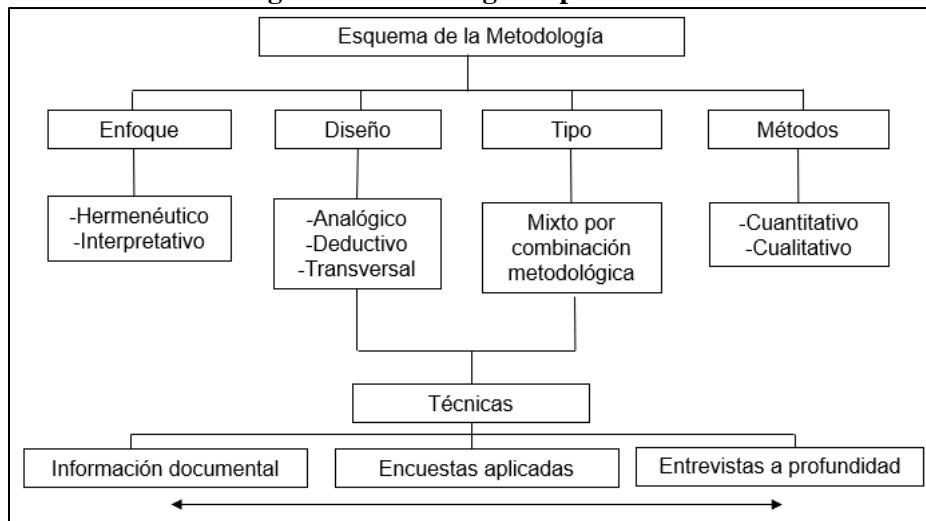 Esquema de la Metodología
Enfoque
Diseño
Tipo
Métodos
-Hermenéutico
-Interpretativo
-Analógico
-Deductivo
-Transversal
Mixto por
combinación
metodológica
-Cuantitativo
-Cualitativo
Técnicas
Información documental
Encuestas aplicadas
Entrevistas a profundidad